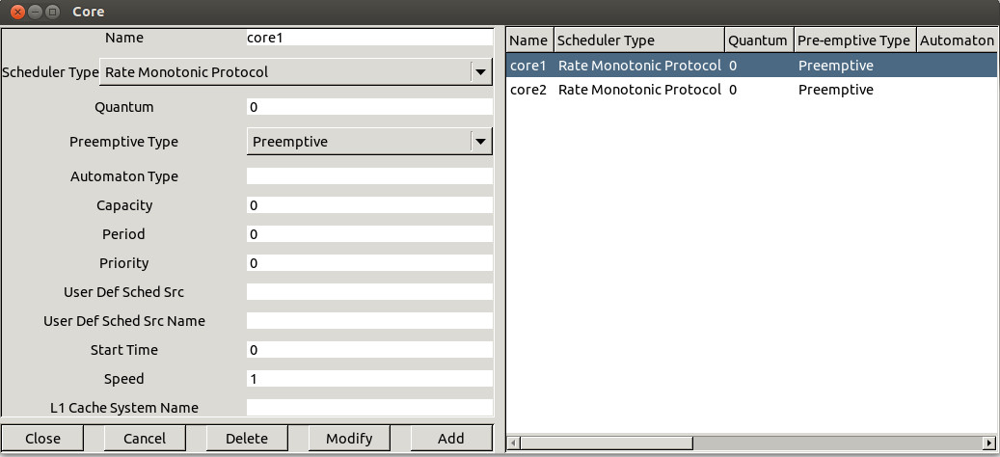 Core
Name core1
Scheduler Type Rate Monotonic Protocol
Quantum 0
Preemptive Type Preemptive
Automaton Type
Capacity 0
Period 0
Priority 0
User Def Sched Src
User Def Sched Src Name
Start Time 0
Speed 1
L1 Cache System Name
Close Cancel Delete Modify Add
Name Scheduler Type Quantum Pre-emptive Type Automaton
core1 Rate Monotonic Protocol 0 Preemptive
core2 Rate Monotonic Protocol 0 Preemptive